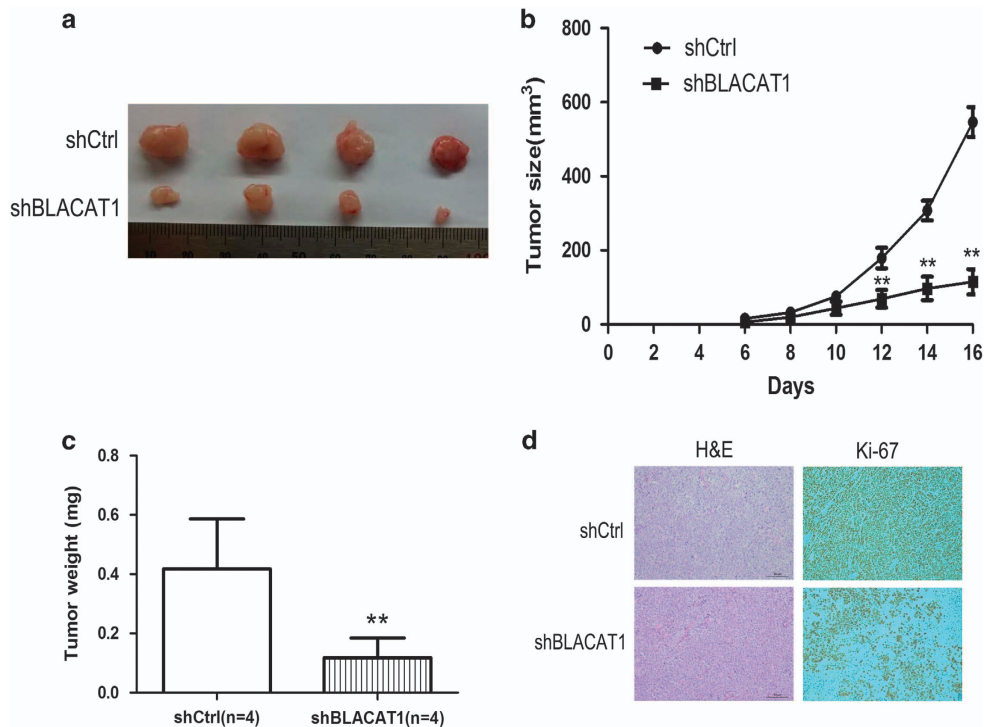 a
shCtrl
shBLACAT1
b
Tumor size(mm³)
800
600
400
200
0
shCtrl
shBLACAT1
**
**
**
0 2 4 6 8 10 12 14 16
Days
c
Tumor weight (mg)
0.8
0.6
0.4
0.2
0.0
**
shCtrl(n=4) shBLACAT1(n=4)
d
H&E Ki-67
shCtrl
shBLACAT1